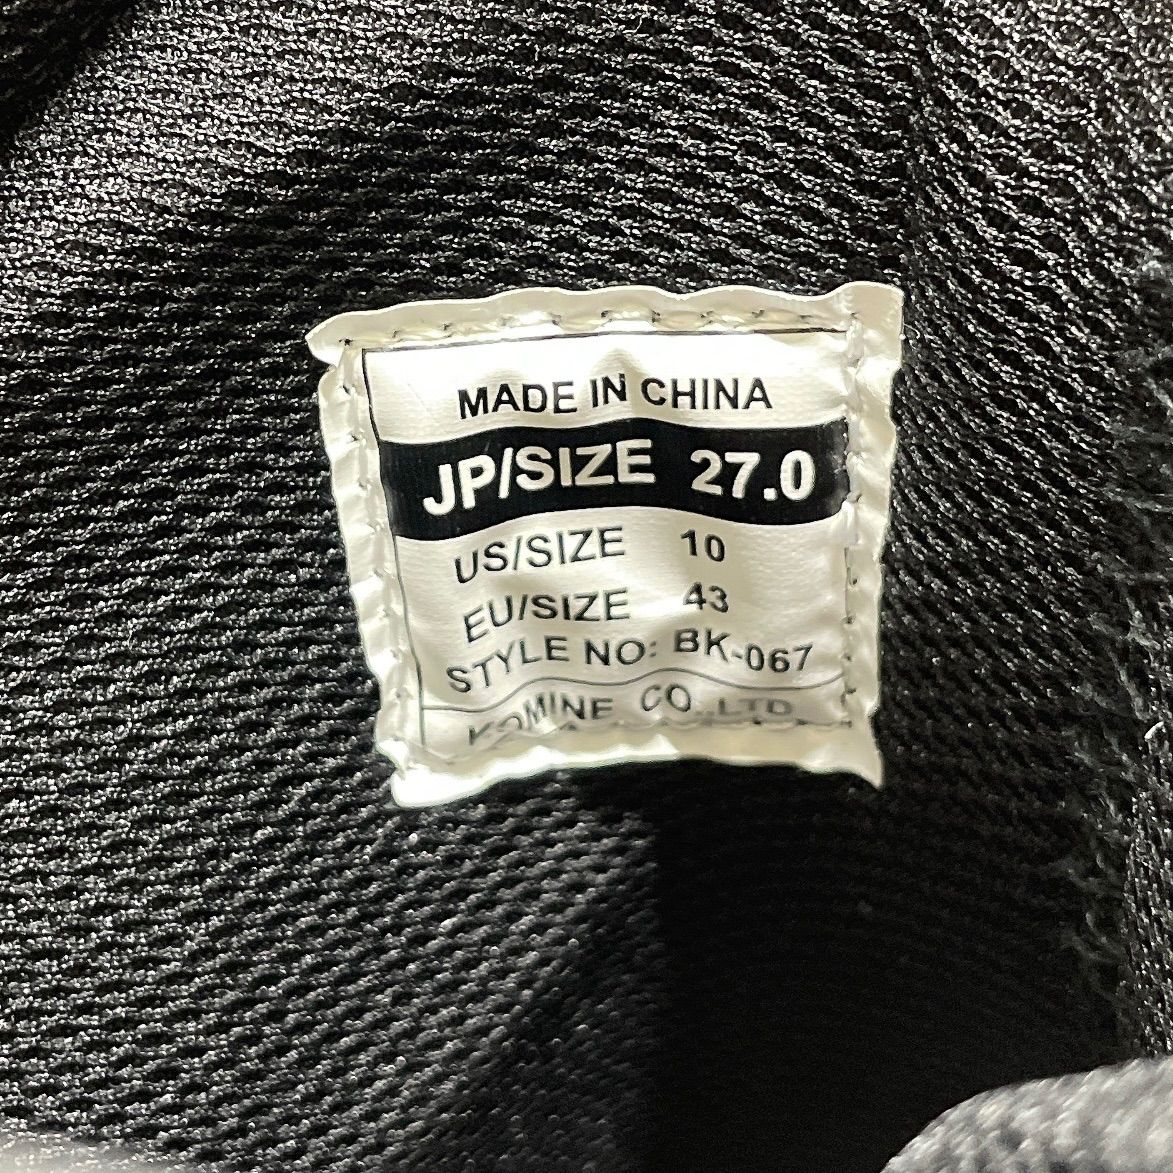 MADE IN CHINA
JP/SIZE 27.0
US/SIZE 10
EU/SIZE 43
STYLE NO: BK-067
KOMINE CO.,LTD